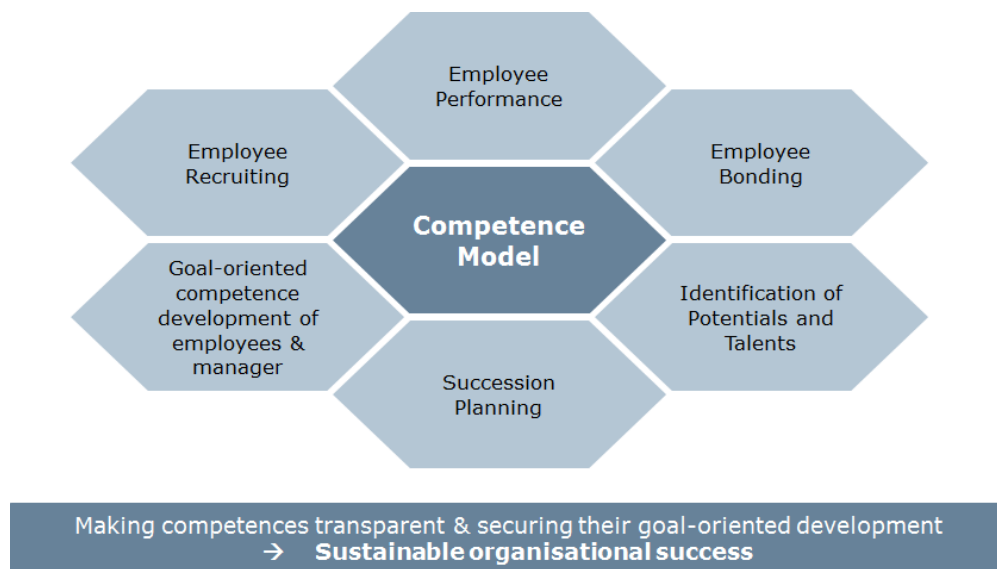 Employee
Performance
Employee
Recruiting
Employee
Bonding
Competence
Model
Goal-oriented
competence
development of
employees &
manager
Identification of
Potentials and
Talents
Succession
Planning
Making competences transparent & securing their goal-oriented development
→ Sustainable organisational success